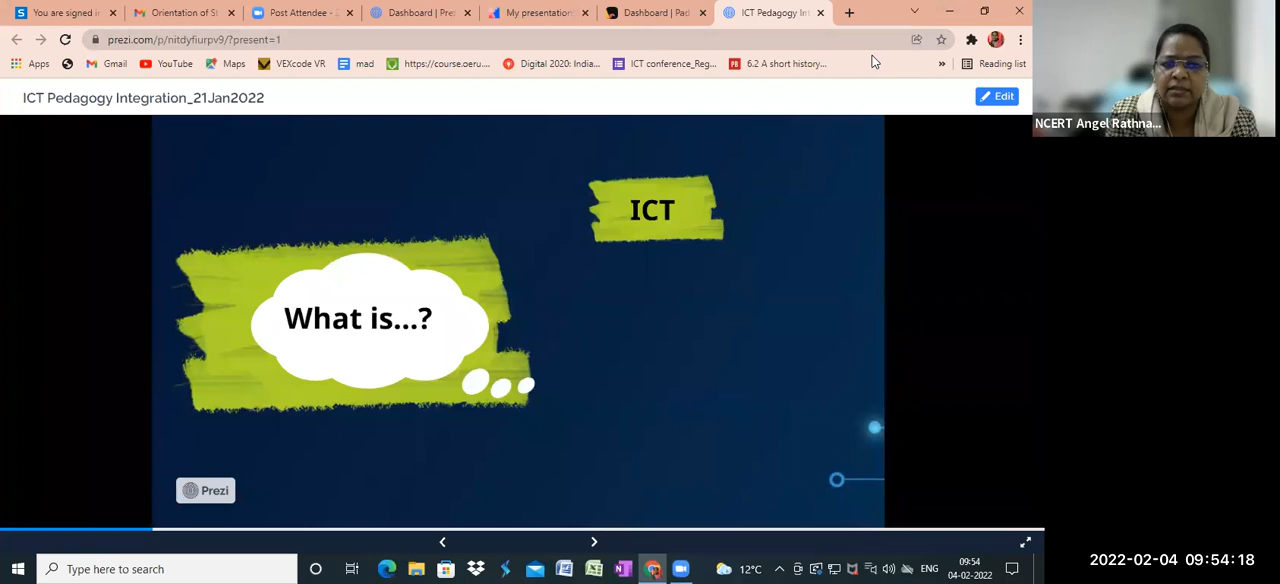 You are signed in
Orientation of St
Post Attendee - Z
Dashboard | Prez
My presentation
Dashboard | Pad
ICT Pedagogy Int
prezi.com/p/nitdyfiurpv9/?present=1
Apps
Gmail
YouTube
Maps
VEXcode VR
mad
https://course.oeru....
Digital 2020: India...
ICT conference_Reg...
6.2 A short history...
»
Reading list
ICT Pedagogy Integration_21Jan2022
Edit
NCERT Angel Rathna...
ICT
What is...?
Prezi
Type here to search
12°C
ENG
09:54
04-02-2022
2022-02-04 09:54:18